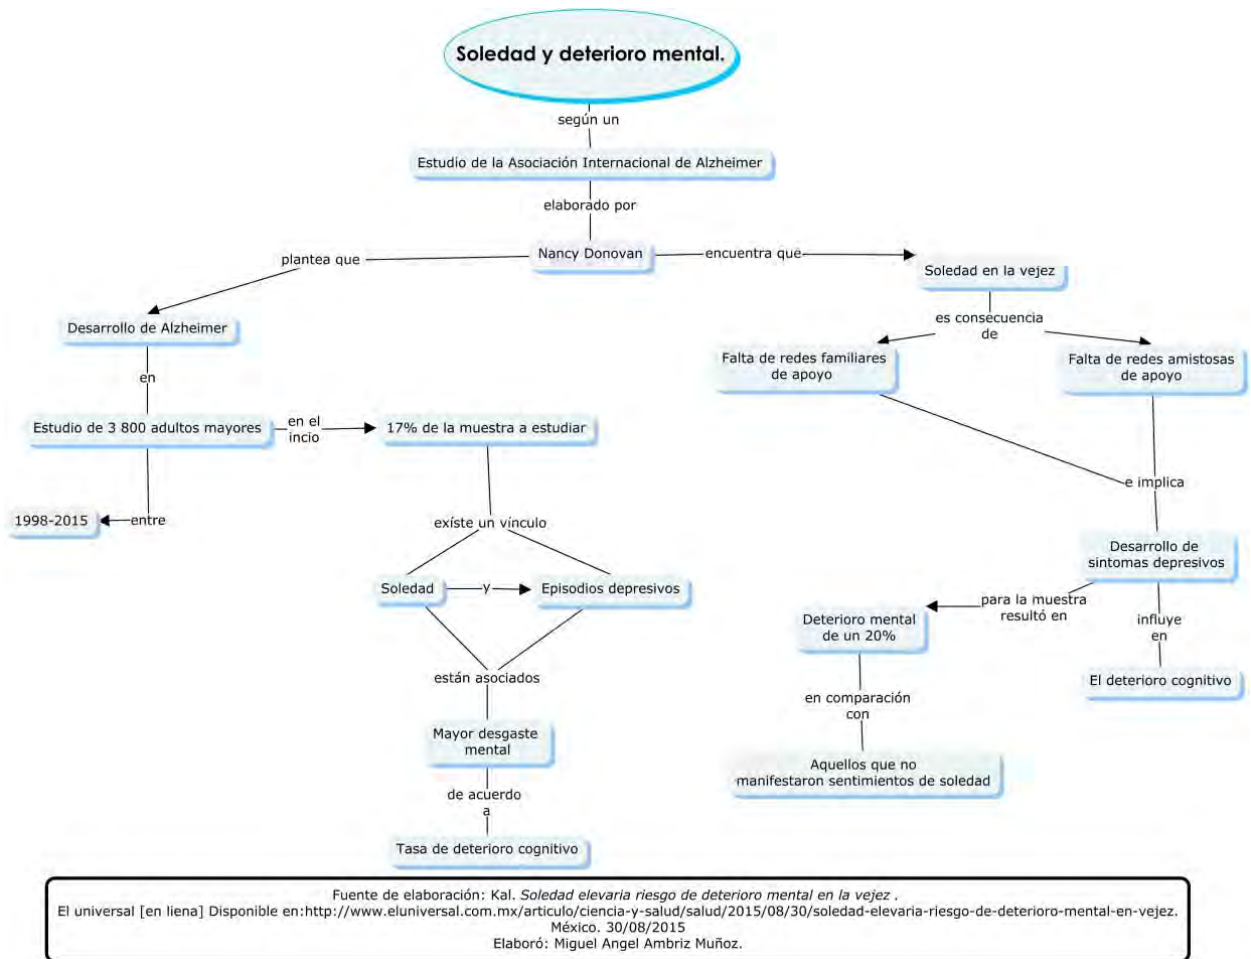 Soledad y deterioro mental.
según un
Estudio de la Asociación Internacional de Alzheimer
elaborado por
Nancy Donovan
plantea que
encuentra que
Desarrollo de Alzheimer
en
Estudio de 3 800 adultos mayores
en el
incio
17% de la muestra a estudiar
entre
1998-2015
exíste un vínculo
Soledad
y
Episodios depresivos
están asociados
Mayor desgaste
mental
de acuerdo
a
Tasa de deterioro cognitivo
Soledad en la vejez
es consecuencia
de
Falta de redes familiares
de apoyo
Falta de redes amistosas
de apoyo
e implica
Desarrollo de
sintomas depresivos
para la muestra
resultó en
Deterioro mental
de un 20%
en comparación
con
Aquellos que no
manifestaron sentimientos de soledad
influye
en
El deterioro cognitivo
Fuente de elaboración: Kal. Soledad elevaria riesgo de deterioro mental en la vejez .
El universal [en liena] Disponible en:http://www.eluniversal.com.mx/articulo/ciencia-y-salud/salud/2015/08/30/soledad-elevaria-riesgo-de-deterioro-mental-en-vejez.
México. 30/08/2015
Elaboró: Miguel Angel Ambriz Muñoz.